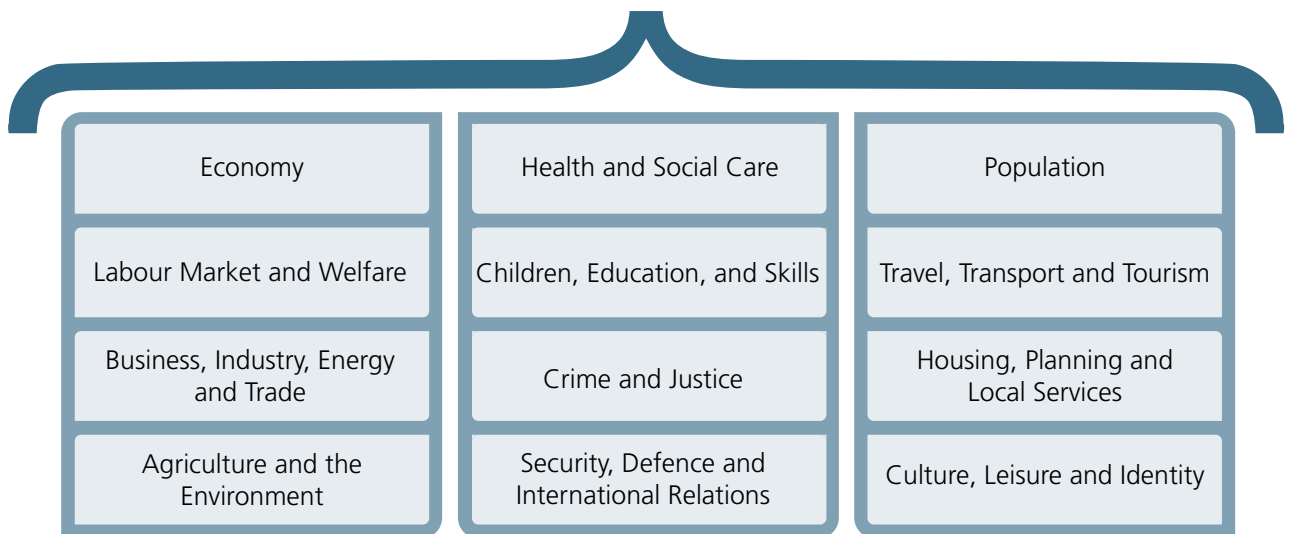 Economy
Labour Market and Welfare
Business, Industry, Energy
and Trade
Agriculture and the
Environment
Health and Social Care
Children, Education, and Skills
Crime and Justice
Security, Defence and
International Relations
Population
Travel, Transport and Tourism
Housing, Planning and
Local Services
Culture, Leisure and Identity